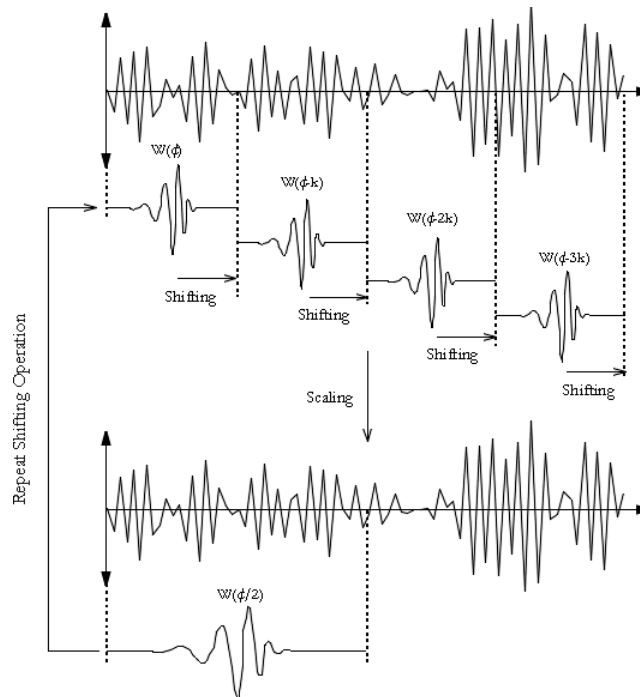 W(ϕ)
W(ϕ-k)
W(ϕ-2k)
W(ϕ-3k)
Shifting
Shifting
Shifting
Shifting
Scaling
Repeat Shifting Operation
W(ϕ/2)